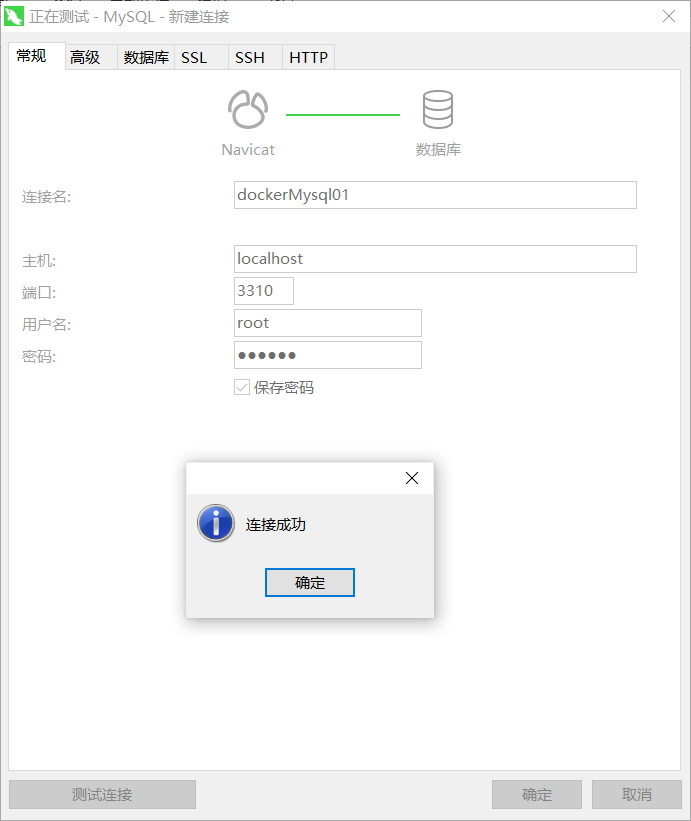 正在测试 - MySQL - 新建连接
常规 高级 数据库 SSL SSH HTTP
Navicat 数据库
连接名: dockerMysql01
主机: localhost
端口: 3310
用户名: root
密码: ●●●●●●
保存密码
连接成功
确定
测试连接 确定 取消